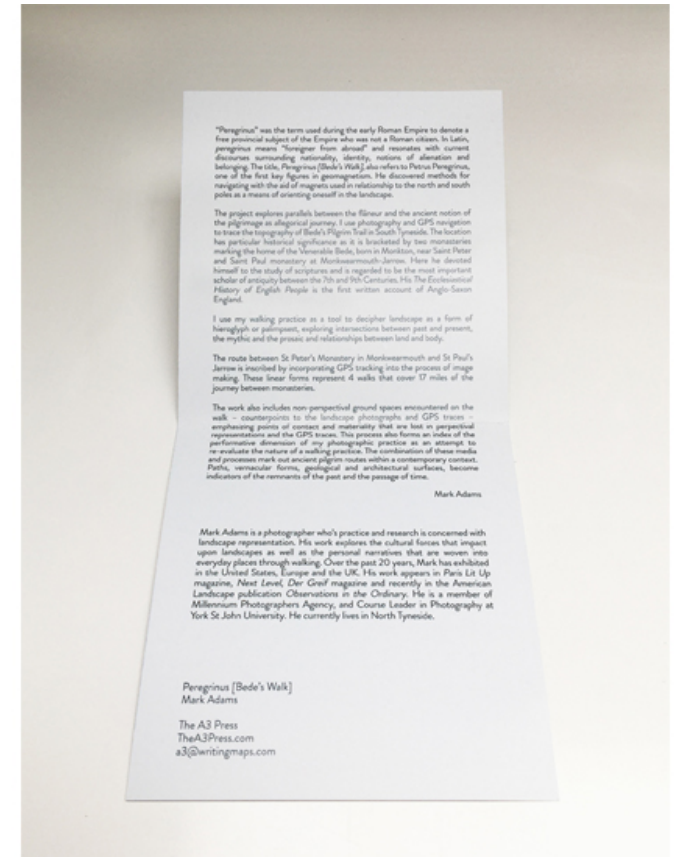 "Peregrinus" was the term used during the early Roman Empire to denote a
free provincial subject of the Empire who was not a Roman citizen. In Latin,
peregrinus means "foreigner from abroad" and resonates with current
discourses surrounding nationality, identity, notions of alienation and
belonging. The title, Peregrinus [Bede's Walk], also refers to Petrus Peregrinus,
one of the first key figures in geomagnetism. He discovered methods for
navigating with the aid of magnets used in relationship to the north and south
poles as a means of orienting oneself in the landscape.
The project explores parallels between the flâneur and the ancient notion of
the pilgrimage as allegorical journey. I use photography and GPS navigation
to trace the topography of Bede's Pilgrim Trail in South Tyneside. The location
has particular historical significance as it is bracketed by two monasteries
marking the home of the Venerable Bede, born in Monkton, near Saint Peter
and Saint Paul monastery at Monkwearmouth-Jarrow. Here he devoted
himself to the study of scriptures and is regarded to be the most important
scholar of antiquity between the 7th and 9th Centuries. His The Ecclesiastical
History of English People is the first written account of Anglo-Saxon
England.
I use my walking practice as a tool to decipher landscape as a form of
hieroglyph or palimpsest, exploring intersections between past and present,
the mythic and the prosaic and relationships between land and body.
The route between St Peter's Monastery in Monkwearmouth and St Paul's
Jarrow is inscribed by incorporating GPS tracking into the process of image
making. These linear forms represent 4 walks that cover 17 miles of the
journey between monasteries.
The work also includes non-perspectival ground spaces encountered on the
walk – counterpoints to the landscape photographs and GPS traces –
emphasizing points of contact and materiality that are lost in perpectival
representations and the GPS traces. This process also forms an index of the
performative dimension of my photographic practice as an attempt to
re-evaluate the nature of a walking practice. The combination of these media
and processes mark out ancient pilgrim routes within a contemporary context.
Paths, vernacular forms, geological and architectural surfaces, become
indicators of the remnants of the past and the passage of time.
Mark Adams
Mark Adams is a photographer who's practice and research is concerned with
landscape representation. His work explores the cultural forces that impact
upon landscapes as well as the personal narratives that are woven into
everyday places through walking. Over the past 20 years, Mark has exhibited
in the United States, Europe and the UK. His work appears in Paris Lit Up
magazine, Next Level, Der Greif magazine and recently in the American
Landscape publication Observations in the Ordinary. He is a member of
Millennium Photographers Agency, and Course Leader in Photography at
York St John University. He currently lives in North Tyneside.
Peregrinus [Bede's Walk]
Mark Adams
The A3 Press
TheA3Press.com
a3@writingmaps.com